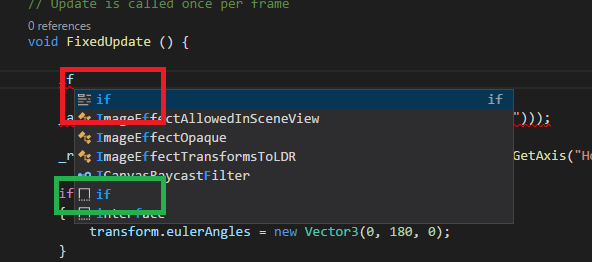 // Update is called once per frame
0 references
void FixedUpdate () {
if
if if
ImageEffectAllowedInSceneView ")));
ImageEffectOpaque
ImageEffectTransformsToLDR GetAxis("Ho
ICanvasRaycastFilter
if if
{ interface
transform.eulerAngles = new Vector3(0, 180, 0);
}